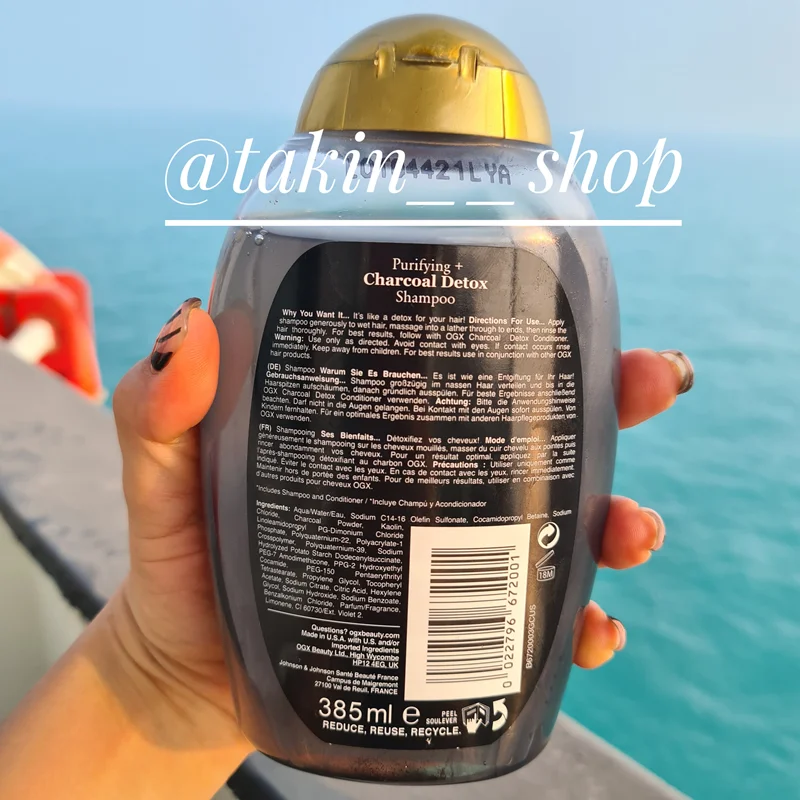 4421LYA
@takin__shop
Purifying +
Charcoal Detox
Shampoo
Why You Want It... It's like a detox for your hair! Directions For Use... Apply
shampoo generously to wet hair, massage into a lather through to ends, then rinse the
hair thoroughly. For best results, follow with OGX Charcoal Detox Conditioner.
Warning: Use only as directed. Avoid contact with eyes. If contact occurs rinse
immediately. Keep away from children. For best results use in conjunction with other OGX
hair products.
(DE) Shampoo Warum Sie Es Brauchen... Es ist wie eine Entgiftung für Ihr Haar!
Gebrauchsanweisung... Shampoo großzügig im nassen Haar verteilen und bis in die
Haarspitzen aufschäumen, danach gründlich ausspülen. Für beste Ergebnisse anschließend
OGX Charcoal Detox Conditioner verwenden. Achtung: Bitte die Anwendungshinweise
beachten. Darf nicht in die Augen gelangen. Bei Kontakt mit den Augen sofort ausspülen. Von
Kindern fernhalten. Für ein optimales Ergebnis zusammen mit anderen Haarpflegeprodukten von
OGX verwenden.
(FR) Shampooing Ses Bienfaits... Détoxifiez vos cheveux! Mode d'emploi... Appliquer
généreusement le shampooing sur les cheveux mouillés, masser du cuir chevelu aux pointes puis
rincer abondamment vos cheveux. Pour un résultat optimal, appliquez par la suite
l'après-shampooing détoxifiant au charbon OGX. Précautions : Utiliser uniquement comme
indiqué. Éviter le contact avec les yeux. En cas de contact avec les yeux, rincer immédiatement.
Maintenir hors de portée des enfants. Pour de meilleurs résultats, utiliser en combinaison avec
d'autres produits pour cheveux OGX.
*Includes Shampoo and Conditioner / *Incluye Champú y Acondicionador
Ingredients: Aqua/Water/Eau, Sodium C14-16 Olefin Sulfonate, Cocamidopropyl Betaine, Sodium
Chloride, Charcoal Powder, Kaolin,
Linoleamidopropyl PG-Dimonium Chloride
Phosphate, Polyquaternium-22, Polyacrylate-1
Crosspolymer, Polyquaternium-39, Sodium
Hydrolyzed Potato Starch Dodecenylsuccinate,
PEG-7 Amodimethicone, PPG-2 Hydroxyethyl
Cocamide, PEG-150 Pentaerythrityl
Tetrastearate, Propylene Glycol, Tocopheryl
Acetate, Sodium Citrate, Citric Acid, Hexylene
Glycol, Sodium Hydroxide, Sodium Benzoate,
Benzalkonium Chloride, Parfum/Fragrance,
Limonene, CI 60730/Ext. Violet 2.
18M
0 022796 672001
B6720003GCUS
Questions? ogxbeauty.com
Made in U.S.A. with U.S. and/or
Imported Ingredients
OGX Beauty Ltd., High Wycombe
HP12 4EG, UK
Johnson & Johnson Santé Beauté France
Campus de Maigremont
27100 Val de Reuil, FRANCE
385 ml e
PEEL
SOULEVER
REDUCE, REUSE, RECYCLE.